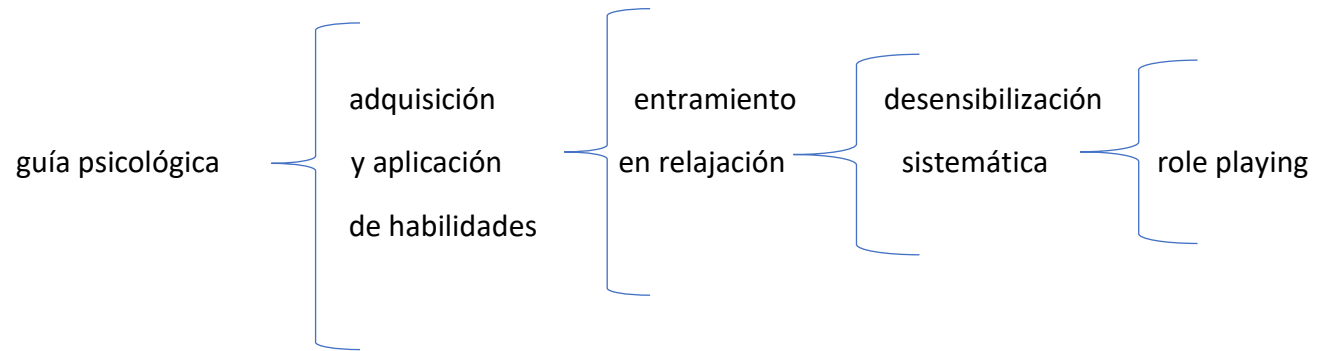 guía psicológica
adquisición
y aplicación
de habilidades
entramiento
en relajación
desensibilización
sistemática
role playing